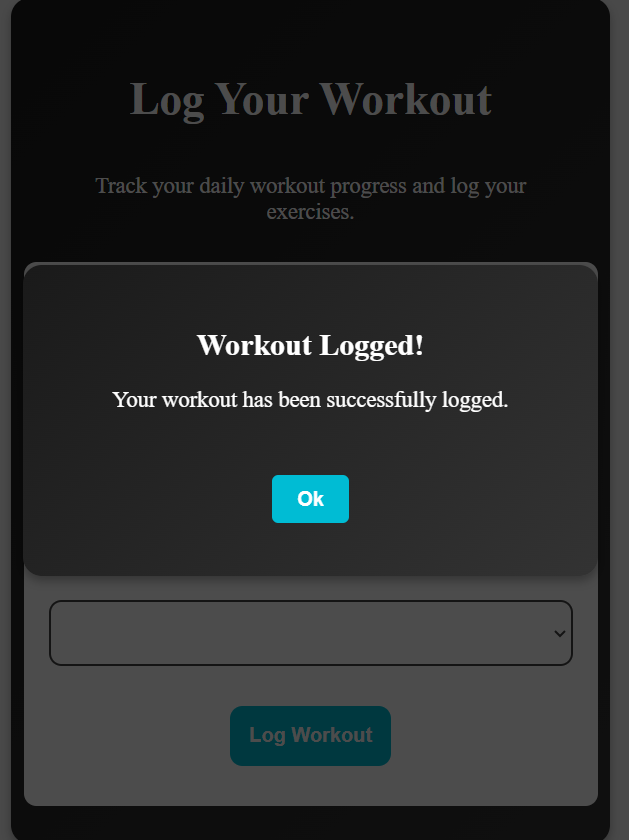 Log Your Workout
Track your daily workout progress and log your
exercises.
Workout Logged!
Your workout has been successfully logged.
Ok
Log Workout